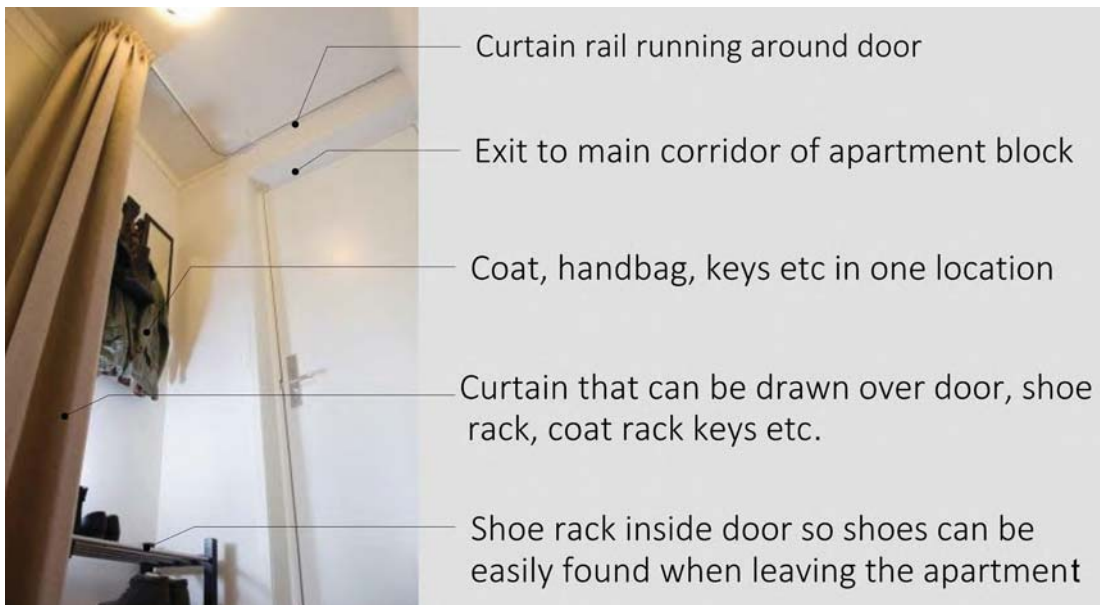 Curtain rail running around door
Exit to main corridor of apartment block
Coat, handbag, keys etc in one location
Curtain that can be drawn over door, shoe
rack, coat rack keys etc.
Shoe rack inside door so shoes can be
easily found when leaving the apartment